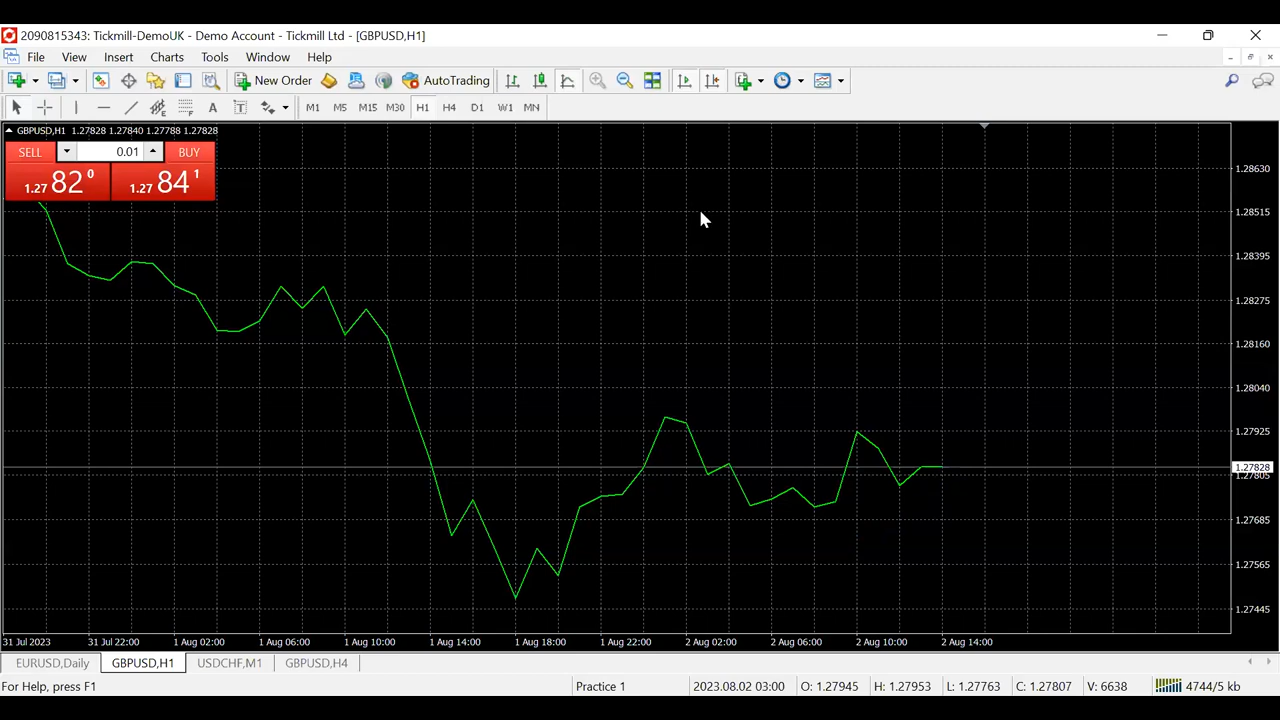 2090815343: Tickmill-DemoUK - Demo Account - Tickmill Ltd - [GBPUSD,H1]
File View Insert Charts Tools Window Help
New Order AutoTrading
A T M1 M5 M15 M30 H1 H4 D1 W1 MN
GBPUSD,H1 1.27828 1.27840 1.27788 1.27828
SELL 0.01 BUY
1.27 82 0 1.27 84 1
1.28630
1.28515
1.28395
1.28275
1.28160
1.28040
1.27925
1.27828
1.27805
1.27685
1.27565
1.27445
31 Jul 2023 31 Jul 22:00 1 Aug 02:00 1 Aug 06:00 1 Aug 10:00 1 Aug 14:00 1 Aug 18:00 1 Aug 22:00 2 Aug 02:00 2 Aug 06:00 2 Aug 10:00 2 Aug 14:00
EURUSD,Daily GBPUSD,H1 USDCHF,M1 GBPUSD,H4
For Help, press F1 Practice 1 2023.08.02 03:00 O: 1.27945 H: 1.27953 L: 1.27763 C: 1.27807 V: 6638 4744/5 kb